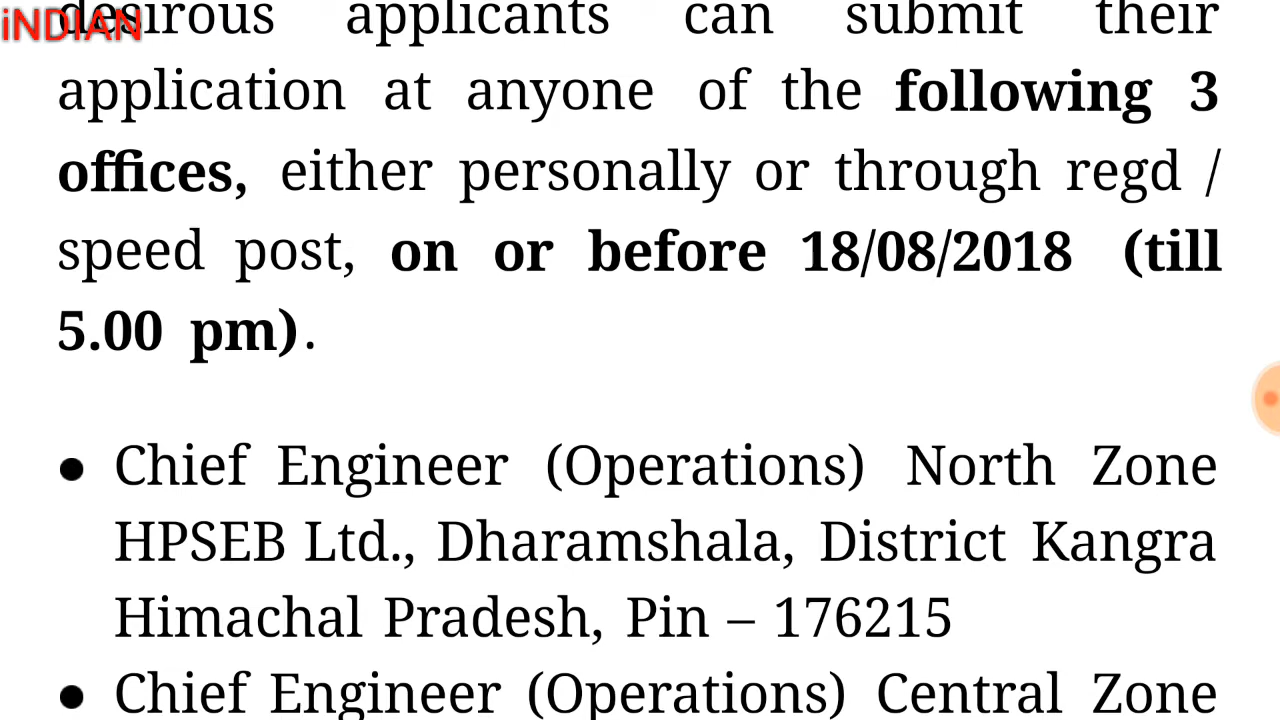 iNDIAN
desirous applicants can submit their
application at anyone of the following 3
offices, either personally or through regd /
speed post, on or before 18/08/2018 (till
5.00 pm).
● Chief Engineer (Operations) North Zone
HPSEB Ltd., Dharamshala, District Kangra
Himachal Pradesh, Pin – 176215
● Chief Engineer (Operations) Central Zone